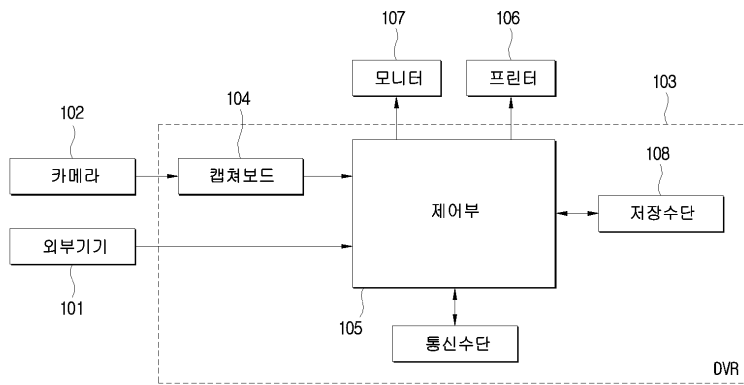 107
106
모니터
프린터
103
102
104
카메라
캡쳐보드
제어부
108
저장수단
외부기기
101
105
통신수단
DVR